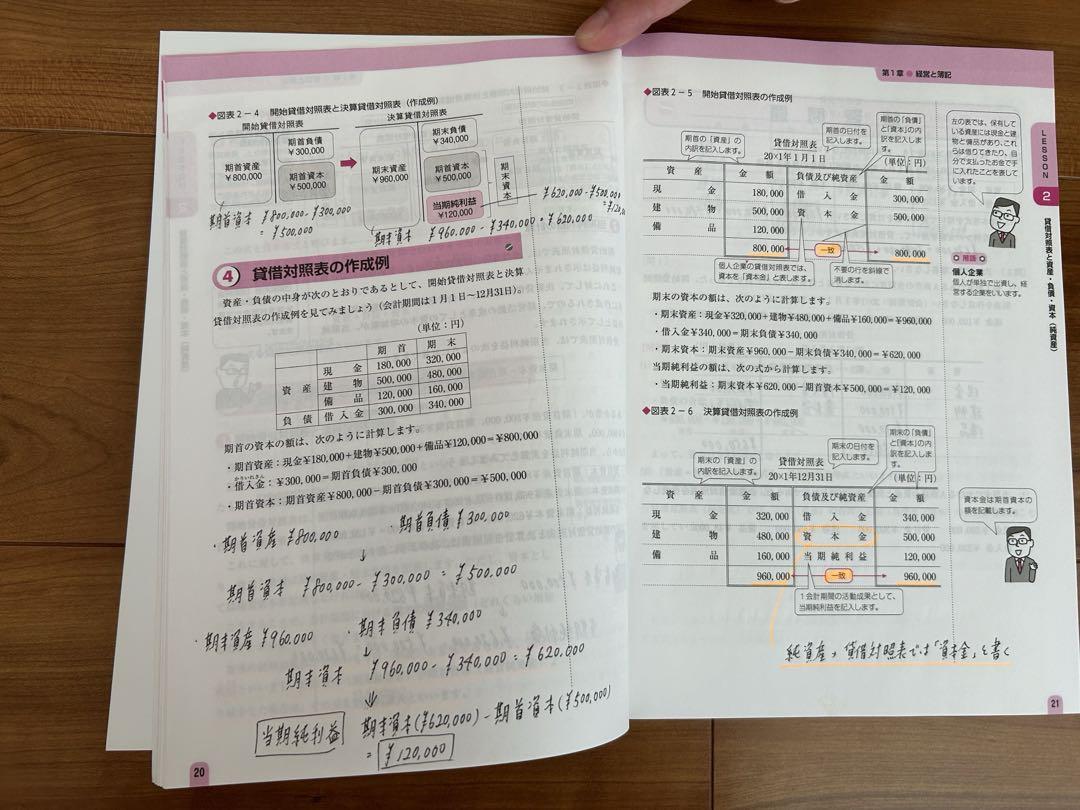 ◆図表2－4　開始貸借対照表と決算貸借対照表（作成例）
開始貸借対照表
決算貸借対照表
期首資産
¥800,000
期首負債
¥300,000
期首資本
¥500,000
期末資産
¥960,000
期末負債
¥340,000
期首資本
¥500,000
当期純利益
¥120,000
期末資本
期首資本 ¥800,000－¥300,000
＝¥500,000
期末資本 ¥960,000－¥340,000・¥620,000
¥620,000－¥500,000
④ 貸借対照表の作成例
資産・負債の中身が次のとおりであるとして、開始貸借対照表と決算
貸借対照表の作成例を見てみましょう（会計期間は1月1日～12月31日）。
（単位：円）
期首　期末
資産　現金　180,000　320,000
建物　500,000　480,000
備品　120,000　160,000
負債　借入金　300,000　340,000
期首の資本の額は、次のように計算します。
・期首資産：現金¥180,000＋建物¥500,000＋備品¥120,000＝¥800,000
かりいれきん
・借入金：¥300,000＝期首負債¥300,000
・期首資本：期首資産¥800,000－期首負債¥300,000＝¥500,000
・期首資産 ¥800,000　・期首負債 ¥300,000
↓
期首資本 ¥800,000－¥300,000＝¥500,000
・期末資産 ¥960,000　・期末負債 ¥340,000
↓
期末資本 ¥960,000－¥340,000＝¥620,000
⇓
当期純利益　期末資本(¥620,000)－期首資本(¥500,000)
＝¥120,000
20
第1章 ● 経営と簿記
◆図表2－5　開始貸借対照表の作成例
期首の「資産」の
内訳を記入します。
期首の日付を
記入します。
期首の「負債」
と「資本」の内
訳を記入します。
貸借対照表
20×1年1月1日
（単位：円）
資産　金額　負債及び純資産　金額
現金　180,000　借入金　300,000
建物　500,000　資本金　500,000
備品　120,000
800,000　一致　800,000
個人企業の貸借対照表では、
資本を「資本金」と表します。
不要の行を斜線で
消します。
左の表では、保有して
いる資産には現金と建
物と備品があり、これ
らは借りてきたり、自
分で支払ったお金で手
に入れたことを表して
います。
● 用語 ●
個人企業
個人が単独で出資し、経
営する企業をいいます。
LESSON
2
貸借対照表と資産・負債・資本（純資産）
期末の資本の額は、次のように計算します。
・期末資産：現金¥320,000＋建物¥480,000＋備品¥160,000＝¥960,000
・借入金¥340,000＝期末負債¥340,000
・期末資本：期末資産¥960,000－期末負債¥340,000＝¥620,000
当期純利益の額は、次の式から計算します。
・当期純利益：期末資本¥620,000－期首資本¥500,000＝¥120,000
◆図表2－6　決算貸借対照表の作成例
期末の「資産」の
内訳を記入します。
期末の日付を
記入します。
期末の「負債」
と「資本」の内
訳を記入します。
貸借対照表
20×1年12月31日
（単位：円）
資産　金額　負債及び純資産　金額
現金　320,000　借入金　340,000
建物　480,000　資本金　500,000
備品　160,000　当期純利益　120,000
960,000　一致　960,000
1会計期間の活動成果として、
当期純利益を記入します。
資本金は期首資本の
額を記載します。
純資産→貸借対照表では「資本金」と書く
21